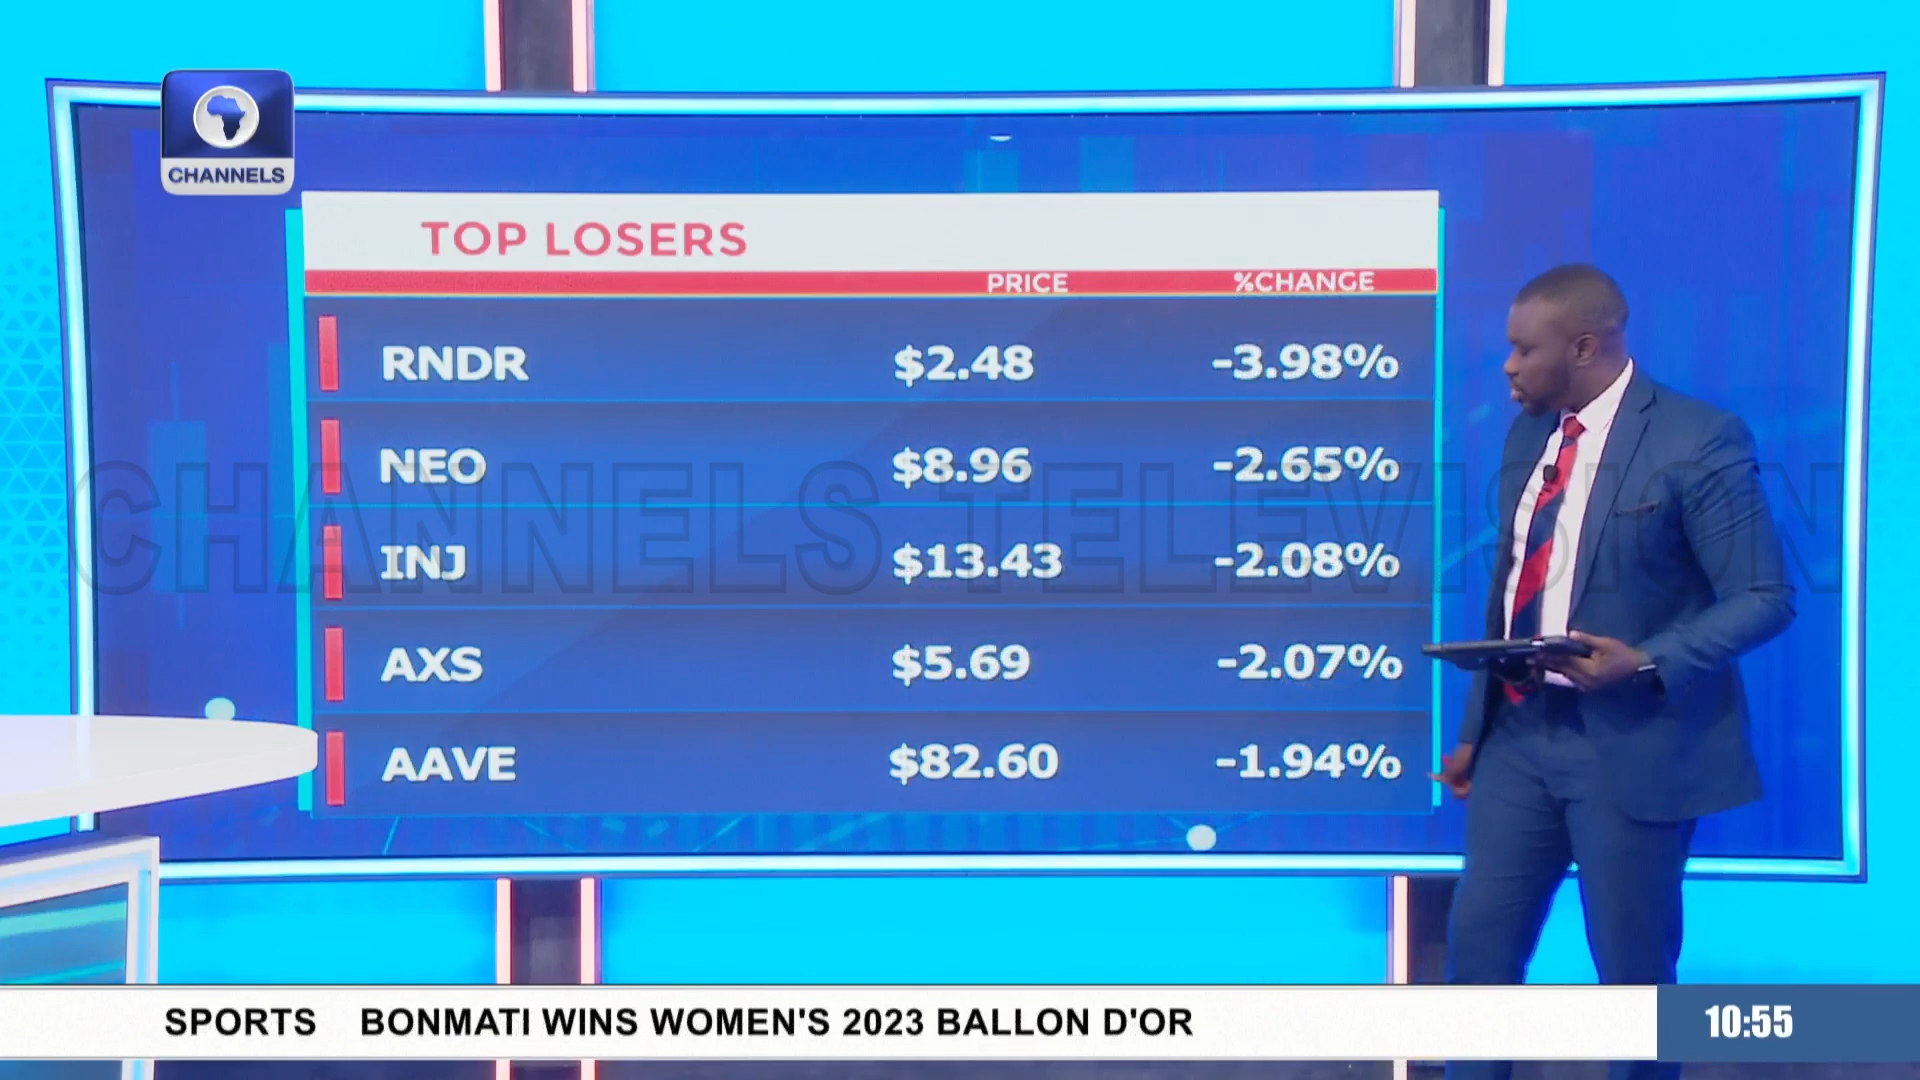 CHANNELS
TOP LOSERS
PRICE %CHANGE
RNDR $2.48 -3.98%
NEO $8.96 -2.65%
INJ $13.43 -2.08%
AXS $5.69 -2.07%
AAVE $82.60 -1.94%
CHANNELS TELEVISION
SPORTS BONMATI WINS WOMEN'S 2023 BALLON D'OR
10:55